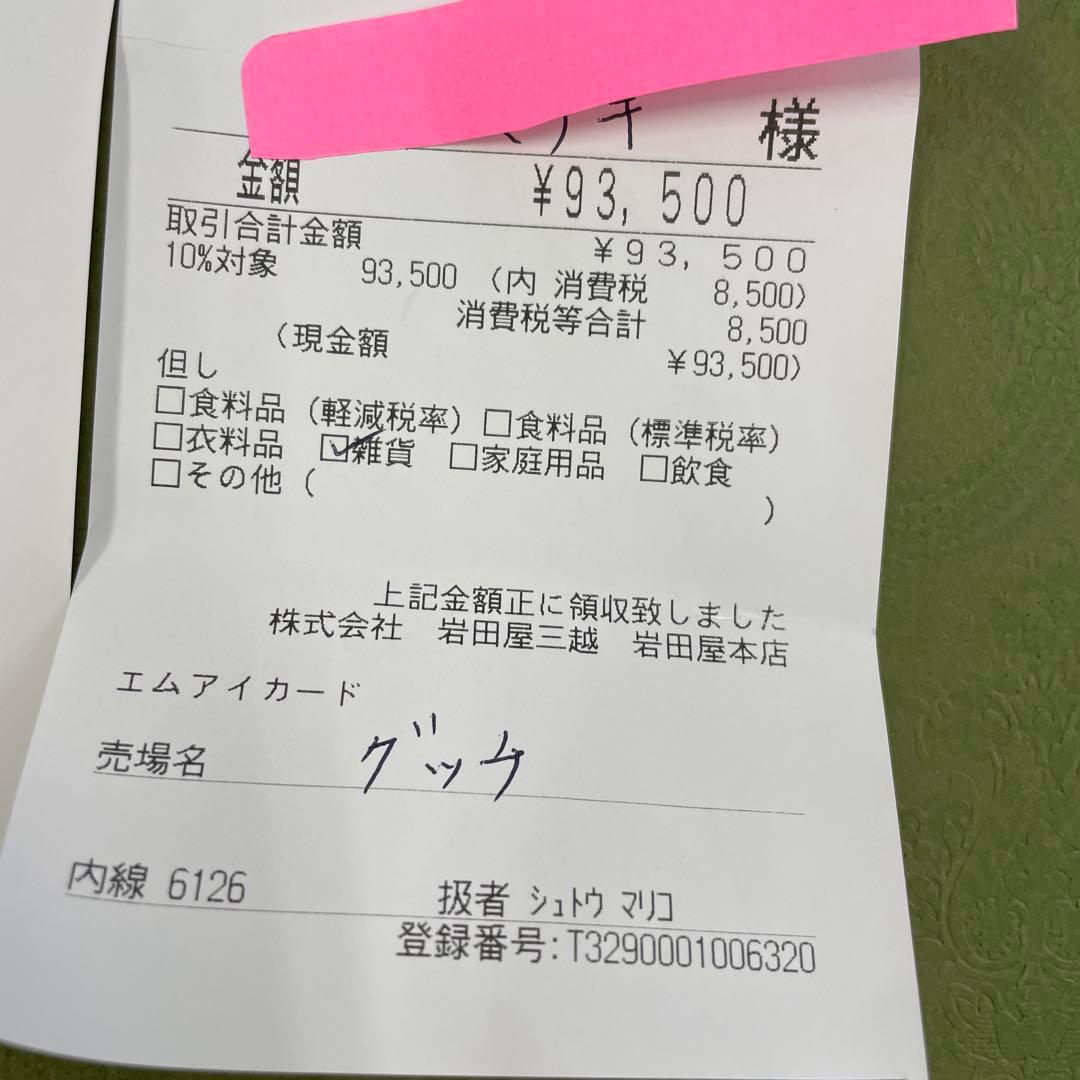 様
金額 ¥93,500
取引合計金額 ¥93,500
10%対象 93,500 (内 消費税 8,500)
消費税等合計 8,500
(現金額 ¥93,500)
但し
□食料品 (軽減税率) □食料品 (標準税率)
□衣料品 ☑雑貨 □家庭用品 □飲食
□その他 ( )
上記金額正に領収致しました
株式会社 岩田屋三越 岩田屋本店
エムアイカード
売場名 グッチ
内線 6126 扱者 シュトウ マリコ
登録番号:T3290001006320